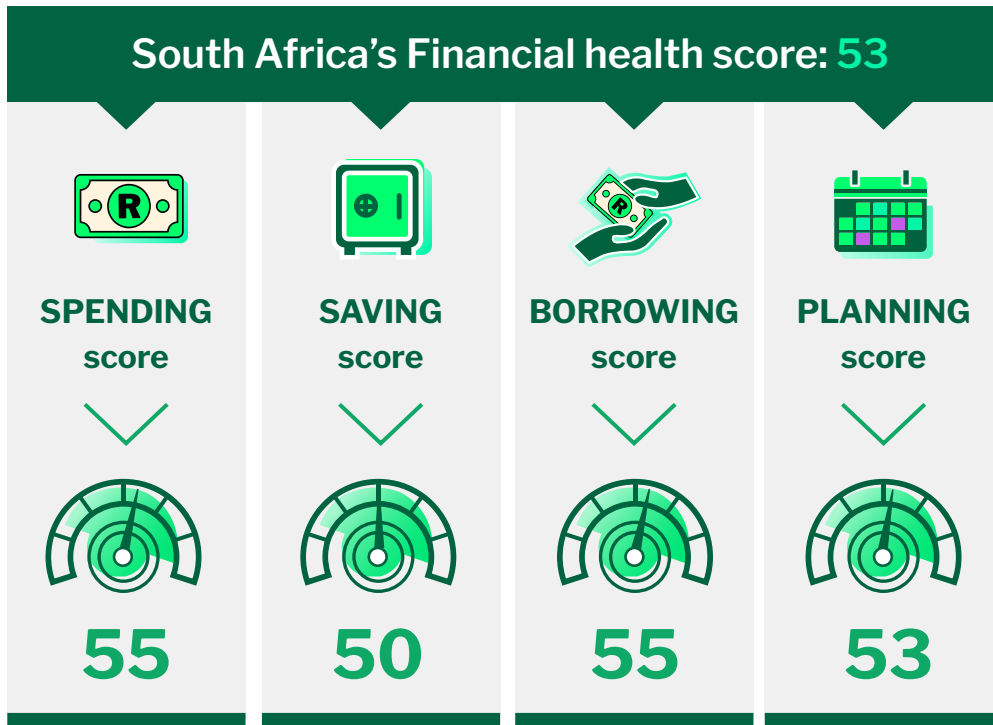 South Africa’s Financial health score: 53
R
SPENDING
score
55
SAVING
score
50
R
BORROWING
score
55
PLANNING
score
53